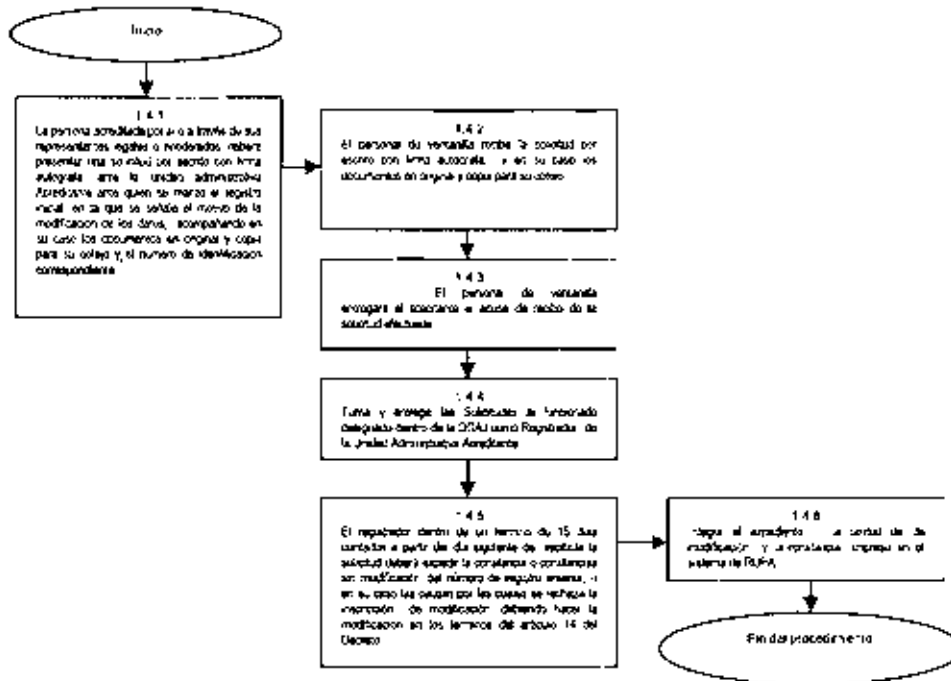 Inicio
1.4.1
La persona acreditada por si o a través de sus
representantes legales o apoderados, deberá
presentar una solicitud por escrito con firma
autógrafa ante la unidad administrativa
Acreditante ante quien se realizó el registro
inicial en la que se señale el motivo de la
modificación de los datos, acompañando en
su caso los documentos en original y copia
para su cotejo y, el número de identificación
correspondiente
1.4.2
El personal de ventanilla recibe la solicitud por
escrito con firma autógrafa y en su caso los
documentos en original y copia para su cotejo
1.4.3
El personal de ventanilla
entregará al solicitante el acuse de recibo de la
solicitud efectuada
1.4.4
Turna y entrega las Solicitudes al funcionario
designado dentro de la como Registrador de
la Unidad Administrativa Acreditante
1.4.5
El registrador dentro de un termino de 15 días
contados a partir del día siguiente de recibida la
solicitud deberá expedir la constancia o constancias
sin modificación del número de registro anterior, o
en su caso las causas por las cuales se rechaza la
inscripción de modificación debiendo hacer la
modificación en los terminos del artículo 14 del
Decreto
1.4.6
Integra el expediente la solicitud de
modificación y la constancia impresa en el
sistema de RUPA
Fin del procedimiento